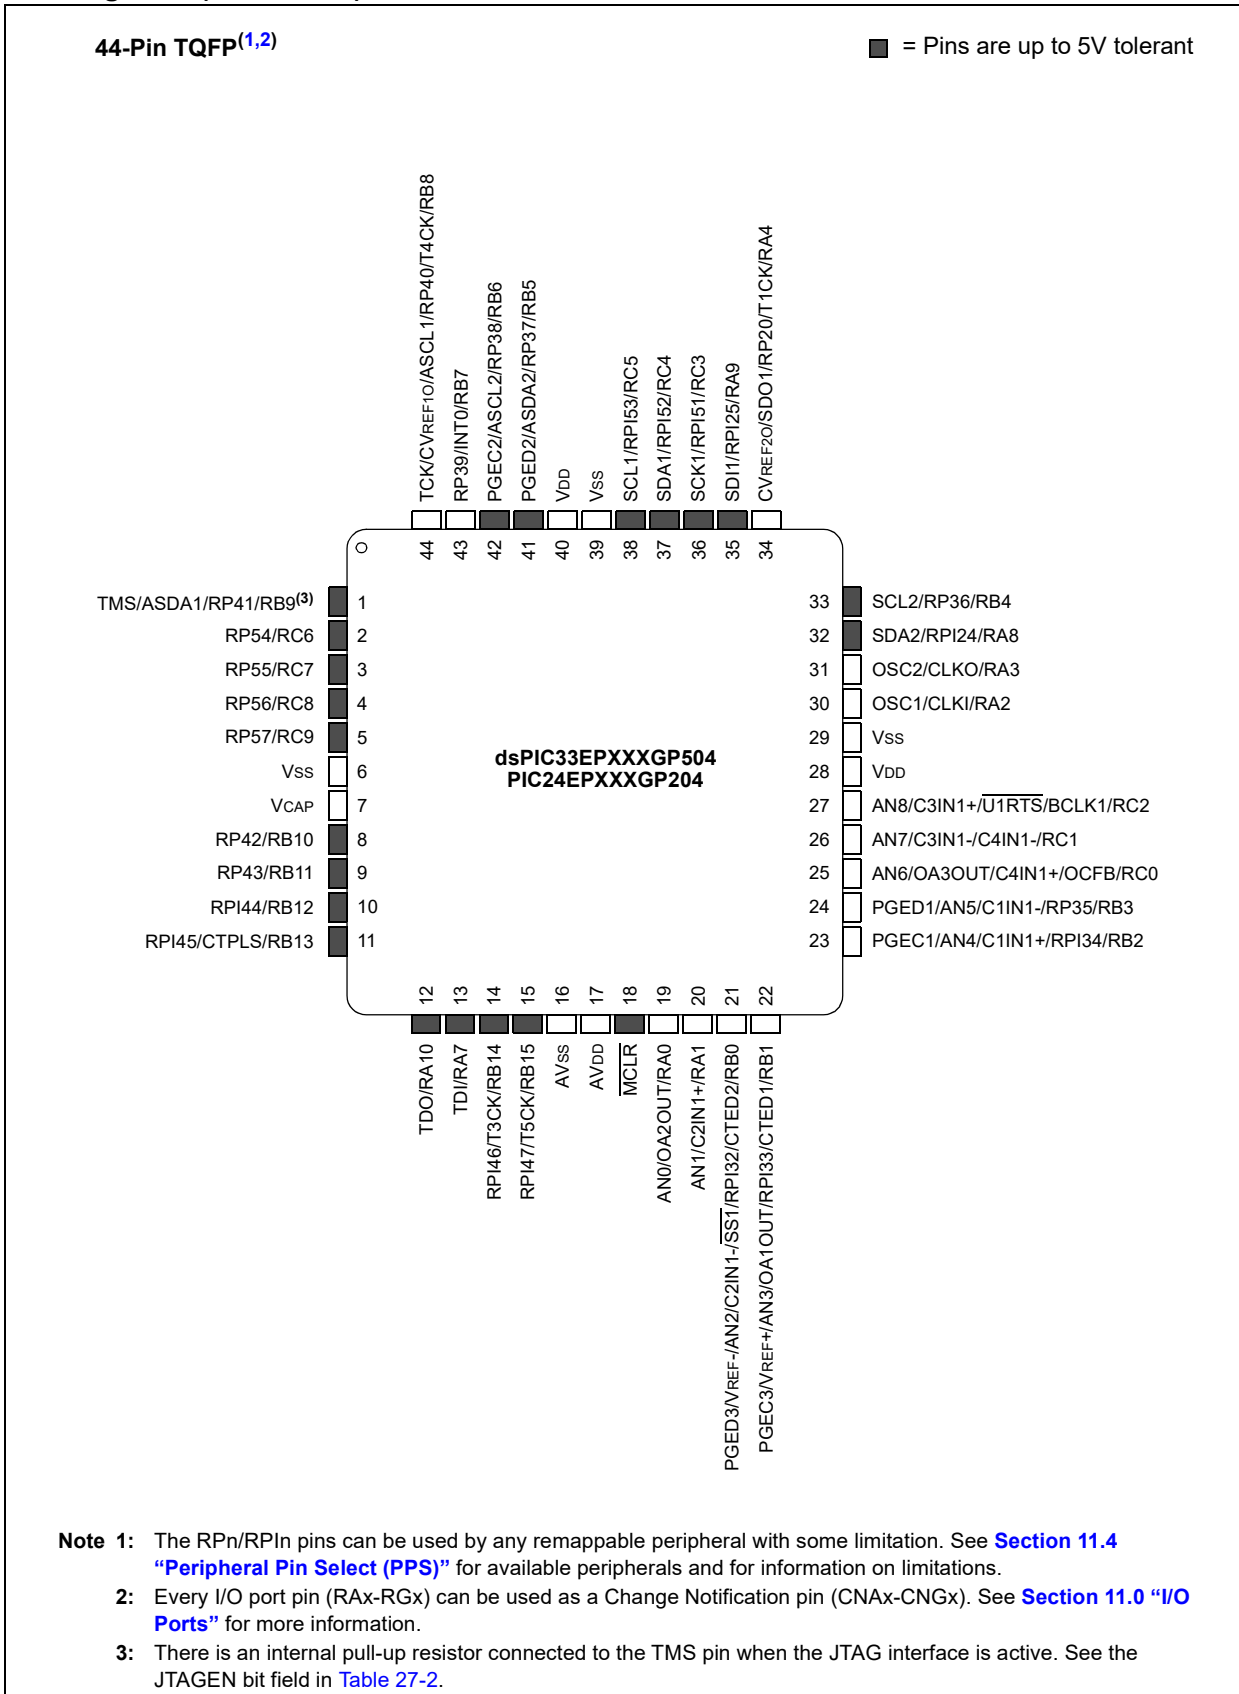 44-Pin TQFP(1,2)
= Pins are up to 5V tolerant
TCK/CVREF1O/ASCL1/RP40/T4CK/RB8
RP39/INT0/RB7
PGEC2/ASCL2/RP38/RB6
PGED2/ASDA2/RP37/RB5
VDD
VSS
SCL1/RPI53/RC5
SDA1/RPI52/RC4
SCK1/RPI51/RC3
SDI1/RPI25/RA9
CVREF2O/SDO1/RP20/T1CK/RA4
44 43 42 41 40 39 38 37 36 35 34
TMS/ASDA1/RP41/RB9(3) 1
RP54/RC6 2
RP55/RC7 3
RP56/RC8 4
RP57/RC9 5
VSS 6
VCAP 7
RP42/RB10 8
RP43/RB11 9
RPI44/RB12 10
RPI45/CTPLS/RB13 11
dsPIC33EPXXXGP504
PIC24EPXXXGP204
33 SCL2/RP36/RB4
32 SDA2/RPI24/RA8
31 OSC2/CLKO/RA3
30 OSC1/CLKI/RA2
29 VSS
28 VDD
27 AN8/C3IN1+/U1RTS/BCLK1/RC2
26 AN7/C3IN1-/C4IN1-/RC1
25 AN6/OA3OUT/C4IN1+/OCFB/RC0
24 PGED1/AN5/C1IN1-/RP35/RB3
23 PGEC1/AN4/C1IN1+/RPI34/RB2
12 13 14 15 16 17 18 19 20 21 22
TDO/RA10
TDI/RA7
RPI46/T3CK/RB14
RPI47/T5CK/RB15
AVSS
AVDD
MCLR
AN0/OA2OUT/RA0
AN1/C2IN1+/RA1
PGED3/VREF-/AN2/C2IN1-/SS1/RPI32/CTED2/RB0
PGEC3/VREF+/AN3/OA1OUT/RPI33/CTED1/RB1
Note 1: The RPn/RPIn pins can be used by any remappable peripheral with some limitation. See Section 11.4
“Peripheral Pin Select (PPS)” for available peripherals and for information on limitations.
2: Every I/O port pin (RAx-RGx) can be used as a Change Notification pin (CNAx-CNGx). See Section 11.0 “I/O
Ports” for more information.
3: There is an internal pull-up resistor connected to the TMS pin when the JTAG interface is active. See the
JTAGEN bit field in Table 27-2.